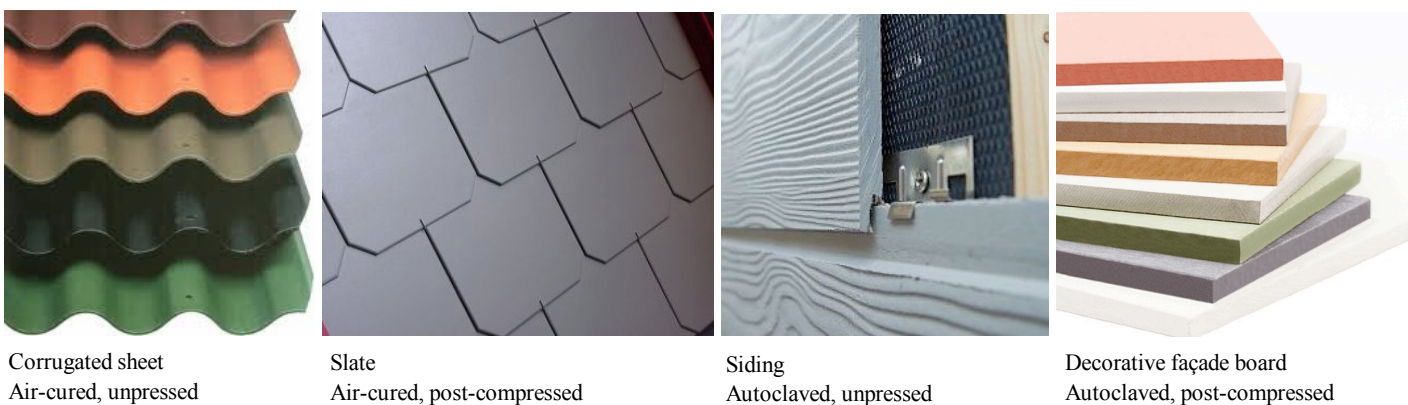 Corrugated sheet
Air-cured, unpressed
Slate
Air-cured, post-compressed
Siding
Autoclaved, unpressed
Decorative façade board
Autoclaved, post-compressed